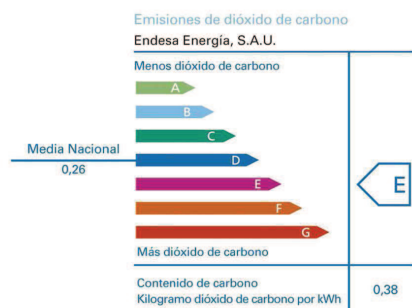 Emisiones de dióxido de carbono
Endesa Energía, S.A.U.
Menos dióxido de carbono
A
B
C
Media Nacional
D
0,26
E
E
F
G
Más dióxido de carbono
Contenido de carbono
Kilogramo dióxido de carbono por kWh
0,38